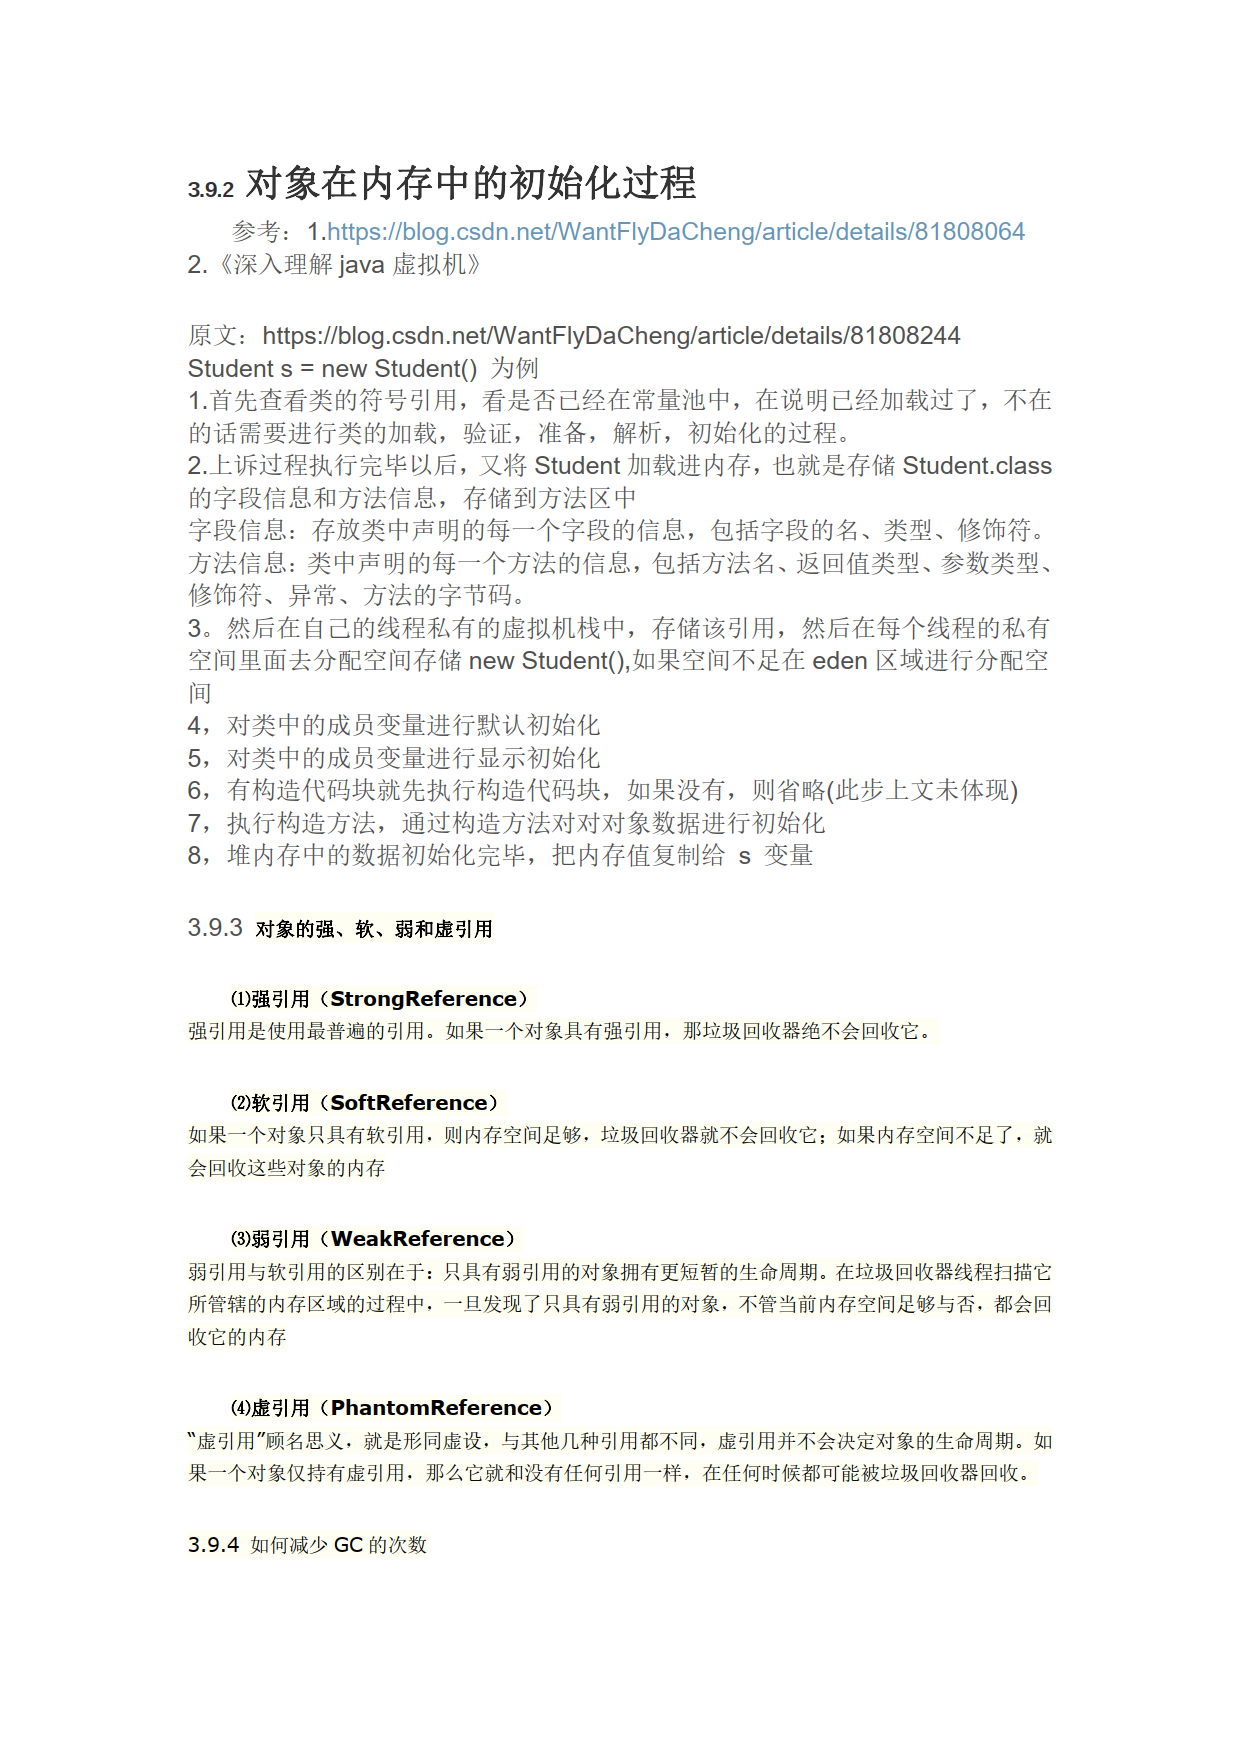 3.9.2 对象在内存中的初始化过程
参考：1.https://blog.csdn.net/WantFlyDaCheng/article/details/81808064
2.《深入理解 java 虚拟机》
原文：https://blog.csdn.net/WantFlyDaCheng/article/details/81808244
Student s = new Student() 为例
1.首先查看类的符号引用，看是否已经在常量池中，在说明已经加载过了，不在
的话需要进行类的加载，验证，准备，解析，初始化的过程。
2.上诉过程执行完毕以后，又将 Student 加载进内存，也就是存储 Student.class
的字段信息和方法信息，存储到方法区中
字段信息：存放类中声明的每一个字段的信息，包括字段的名、类型、修饰符。
方法信息：类中声明的每一个方法的信息，包括方法名、返回值类型、参数类型、
修饰符、异常、方法的字节码。
3。然后在自己的线程私有的虚拟机栈中，存储该引用，然后在每个线程的私有
空间里面去分配空间存储 new Student(),如果空间不足在 eden 区域进行分配空
间
4，对类中的成员变量进行默认初始化
5，对类中的成员变量进行显示初始化
6，有构造代码块就先执行构造代码块，如果没有，则省略(此步上文未体现)
7，执行构造方法，通过构造方法对对对象数据进行初始化
8，堆内存中的数据初始化完毕，把内存值复制给 s 变量
3.9.3 对象的强、软、弱和虚引用
⑴强引用（StrongReference）
强引用是使用最普遍的引用。如果一个对象具有强引用，那垃圾回收器绝不会回收它。
⑵软引用（SoftReference）
如果一个对象只具有软引用，则内存空间足够，垃圾回收器就不会回收它；如果内存空间不足了，就
会回收这些对象的内存
⑶弱引用（WeakReference）
弱引用与软引用的区别在于：只具有弱引用的对象拥有更短暂的生命周期。在垃圾回收器线程扫描它
所管辖的内存区域的过程中，一旦发现了只具有弱引用的对象，不管当前内存空间足够与否，都会回
收它的内存
⑷虚引用（PhantomReference）
“虚引用”顾名思义，就是形同虚设，与其他几种引用都不同，虚引用并不会决定对象的生命周期。如
果一个对象仅持有虚引用，那么它就和没有任何引用一样，在任何时候都可能被垃圾回收器回收。
3.9.4 如何减少 GC 的次数